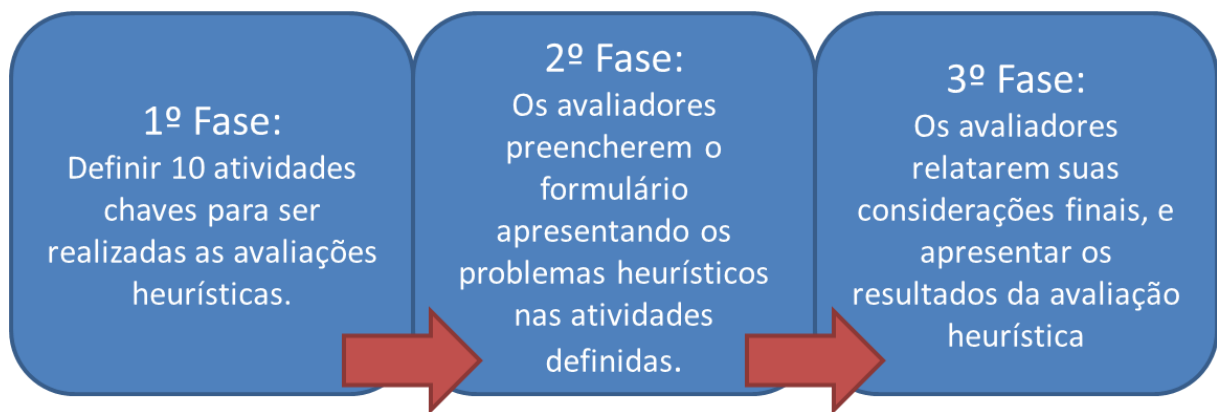 1º Fase:
Definir 10 atividades
chaves para ser
realizadas as avaliações
heurísticas.
2º Fase:
Os avaliadores
preencherem o
formulário
apresentando os
problemas heurísticos
nas atividades
definidas.
3º Fase:
Os avaliadores
relatarem suas
considerações finais, e
apresentar os
resultados da avaliação
heurística